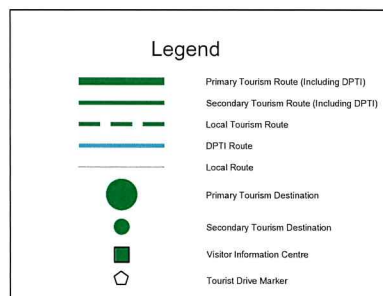 Legend
Primary Tourism Route (Including DPTI)
Secondary Tourism Route (Including DPTI)
Local Tourism Route
DPTI Route
Local Route
Primary Tourism Destination
Secondary Tourism Destination
Visitor Information Centre
Tourist Drive Marker